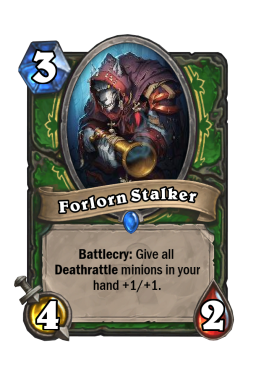 3
Forlorn Stalker
Battlecry: Give all
Deathrattle minions in your
hand +1/+1.
4
2